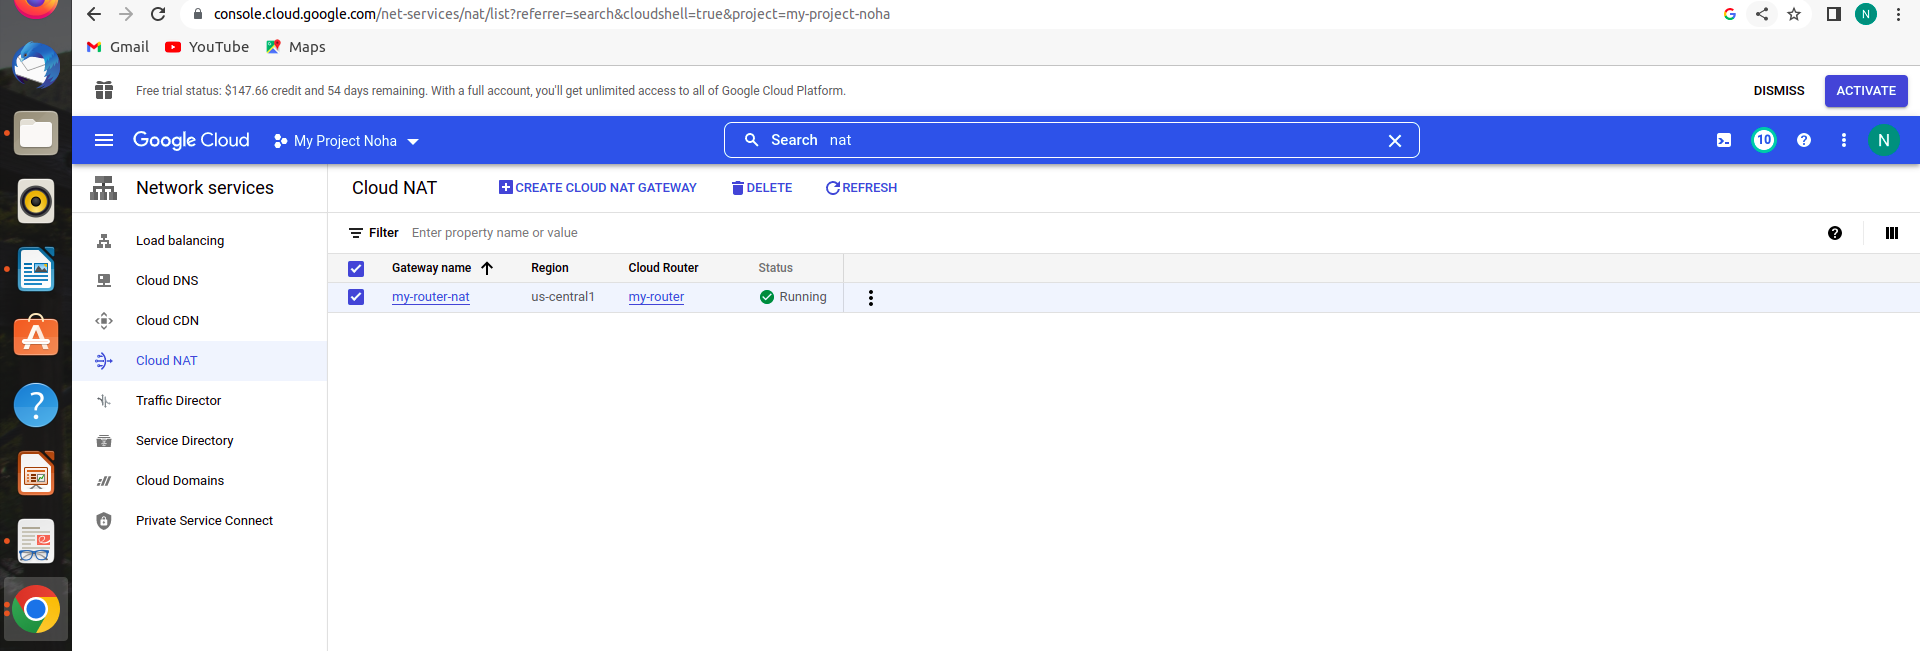 console.cloud.google.com/net-services/nat/list?referrer=search&cloudshell=true&project=my-project-noha
N
Gmail YouTube Maps
Free trial status: $147.66 credit and 54 days remaining. With a full account, you'll get unlimited access to all of Google Cloud Platform.
DISMISS ACTIVATE
Google Cloud My Project Noha Search nat 10 N
Network services
Cloud NAT CREATE CLOUD NAT GATEWAY DELETE REFRESH
Load balancing
Cloud DNS
Cloud CDN
Cloud NAT
Traffic Director
Service Directory
Cloud Domains
Private Service Connect
Filter Enter property name or value
Gateway name Region Cloud Router Status
my-router-nat us-central1 my-router Running